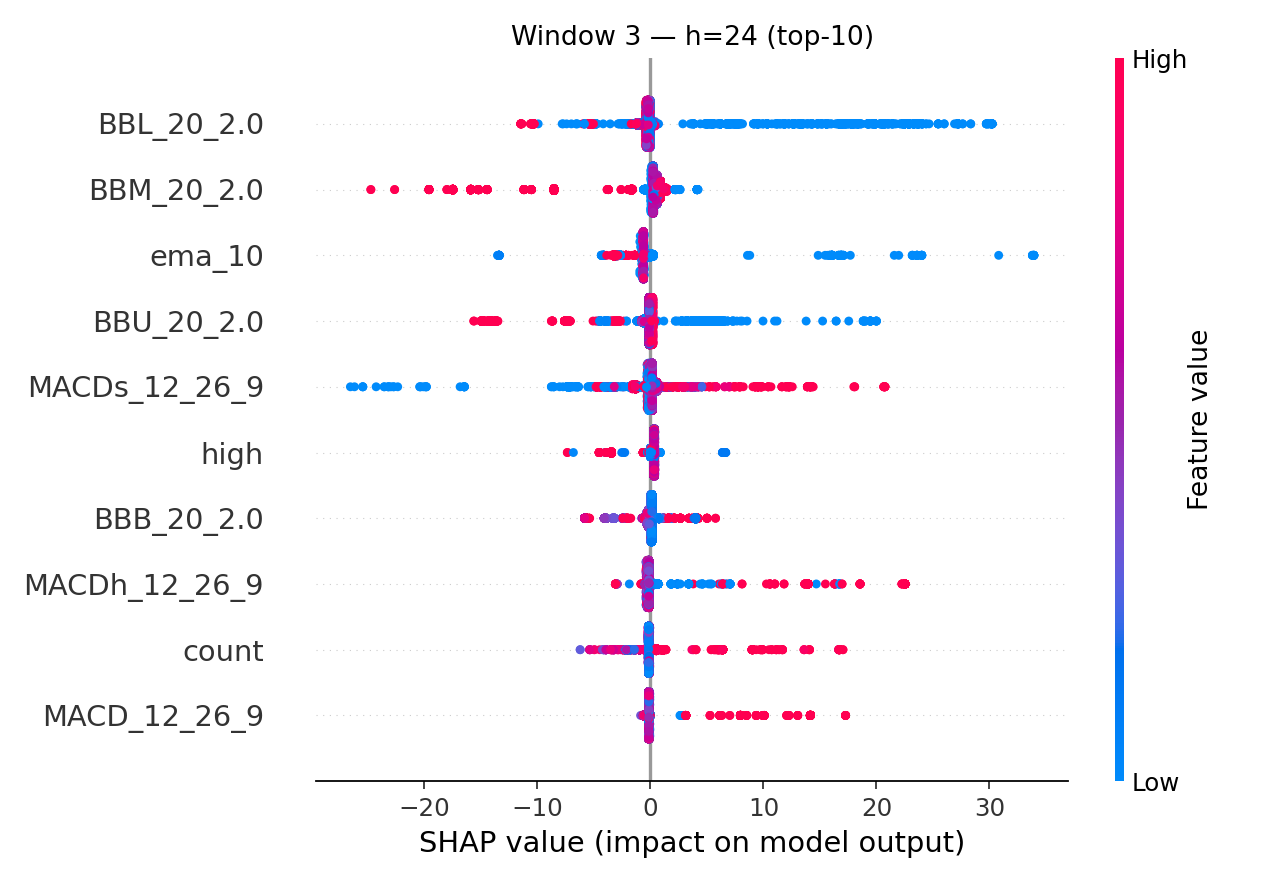 Window 3 — h=24 (top-10)
High
BBL_20_2.0
BBM_20_2.0
ema_10
BBU_20_2.0
MACDs_12_26_9
high
BBB_20_2.0
MACDh_12_26_9
count
MACD_12_26_9
Feature value
Low
−20 −10 0 10 20 30
SHAP value (impact on model output)